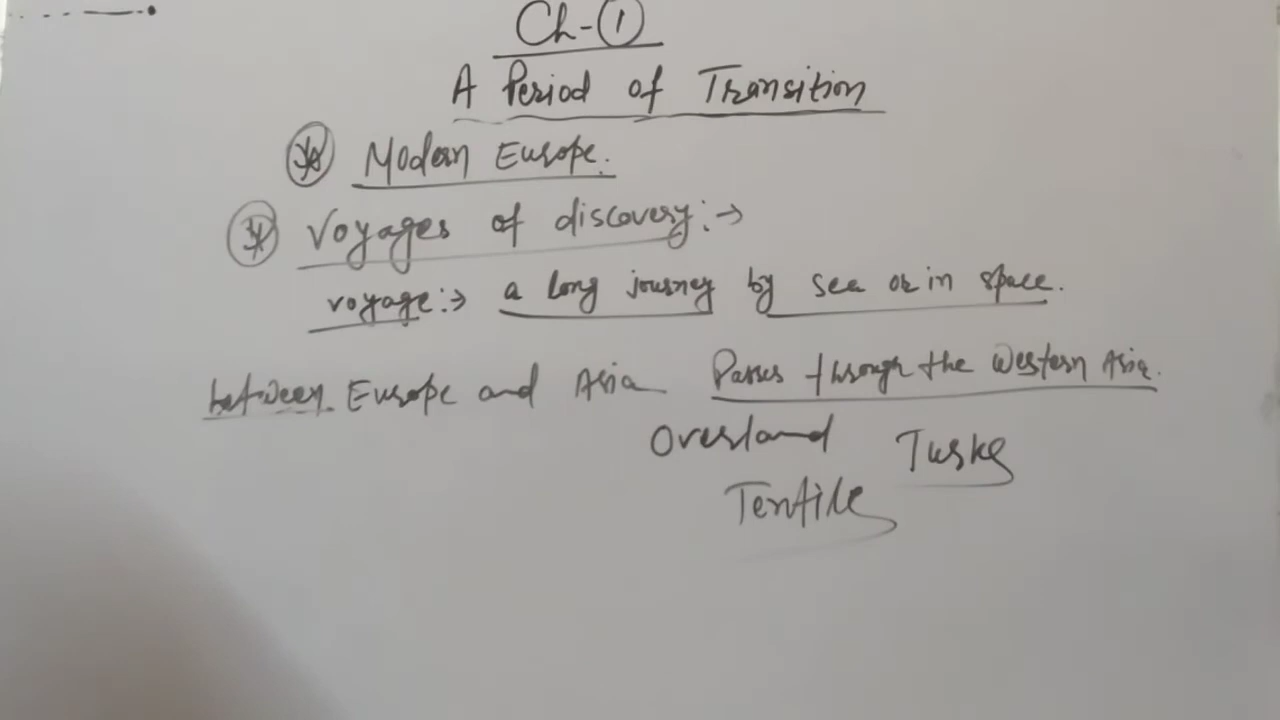 Ch-①
A Period of Transition
Modern Europe.
Voyages of discovery:→
voyage:→ a long journey by sea or in space.
between Europe and Asia Passes through the Western Asia.
Overland Turks
Textile